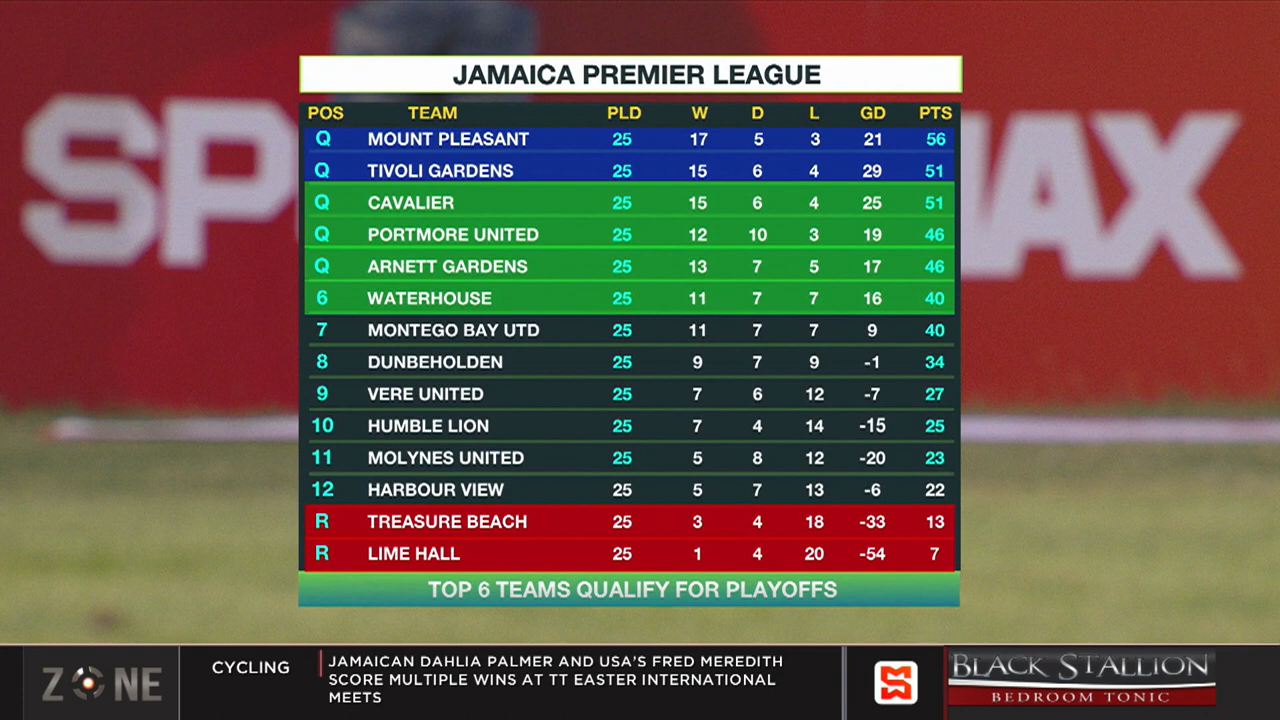 SP
MAX
JAMAICA PREMIER LEAGUE
POS TEAM PLD W D L GD PTS
Q MOUNT PLEASANT 25 17 5 3 21 56
Q TIVOLI GARDENS 25 15 6 4 29 51
Q CAVALIER 25 15 6 4 25 51
Q PORTMORE UNITED 25 12 10 3 19 46
Q ARNETT GARDENS 25 13 7 5 17 46
6 WATERHOUSE 25 11 7 7 16 40
7 MONTEGO BAY UTD 25 11 7 7 9 40
8 DUNBEHOLDEN 25 9 7 9 -1 34
9 VERE UNITED 25 7 6 12 -7 27
10 HUMBLE LION 25 7 4 14 -15 25
11 MOLYNES UNITED 25 5 8 12 -20 23
12 HARBOUR VIEW 25 5 7 13 -6 22
R TREASURE BEACH 25 3 4 18 -33 13
R LIME HALL 25 1 4 20 -54 7
TOP 6 TEAMS QUALIFY FOR PLAYOFFS
ZONE
CYCLING
JAMAICAN DAHLIA PALMER AND USA'S FRED MEREDITH
SCORE MULTIPLE WINS AT TT EASTER INTERNATIONAL
MEETS
BLACK STALLION
BEDROOM TONIC